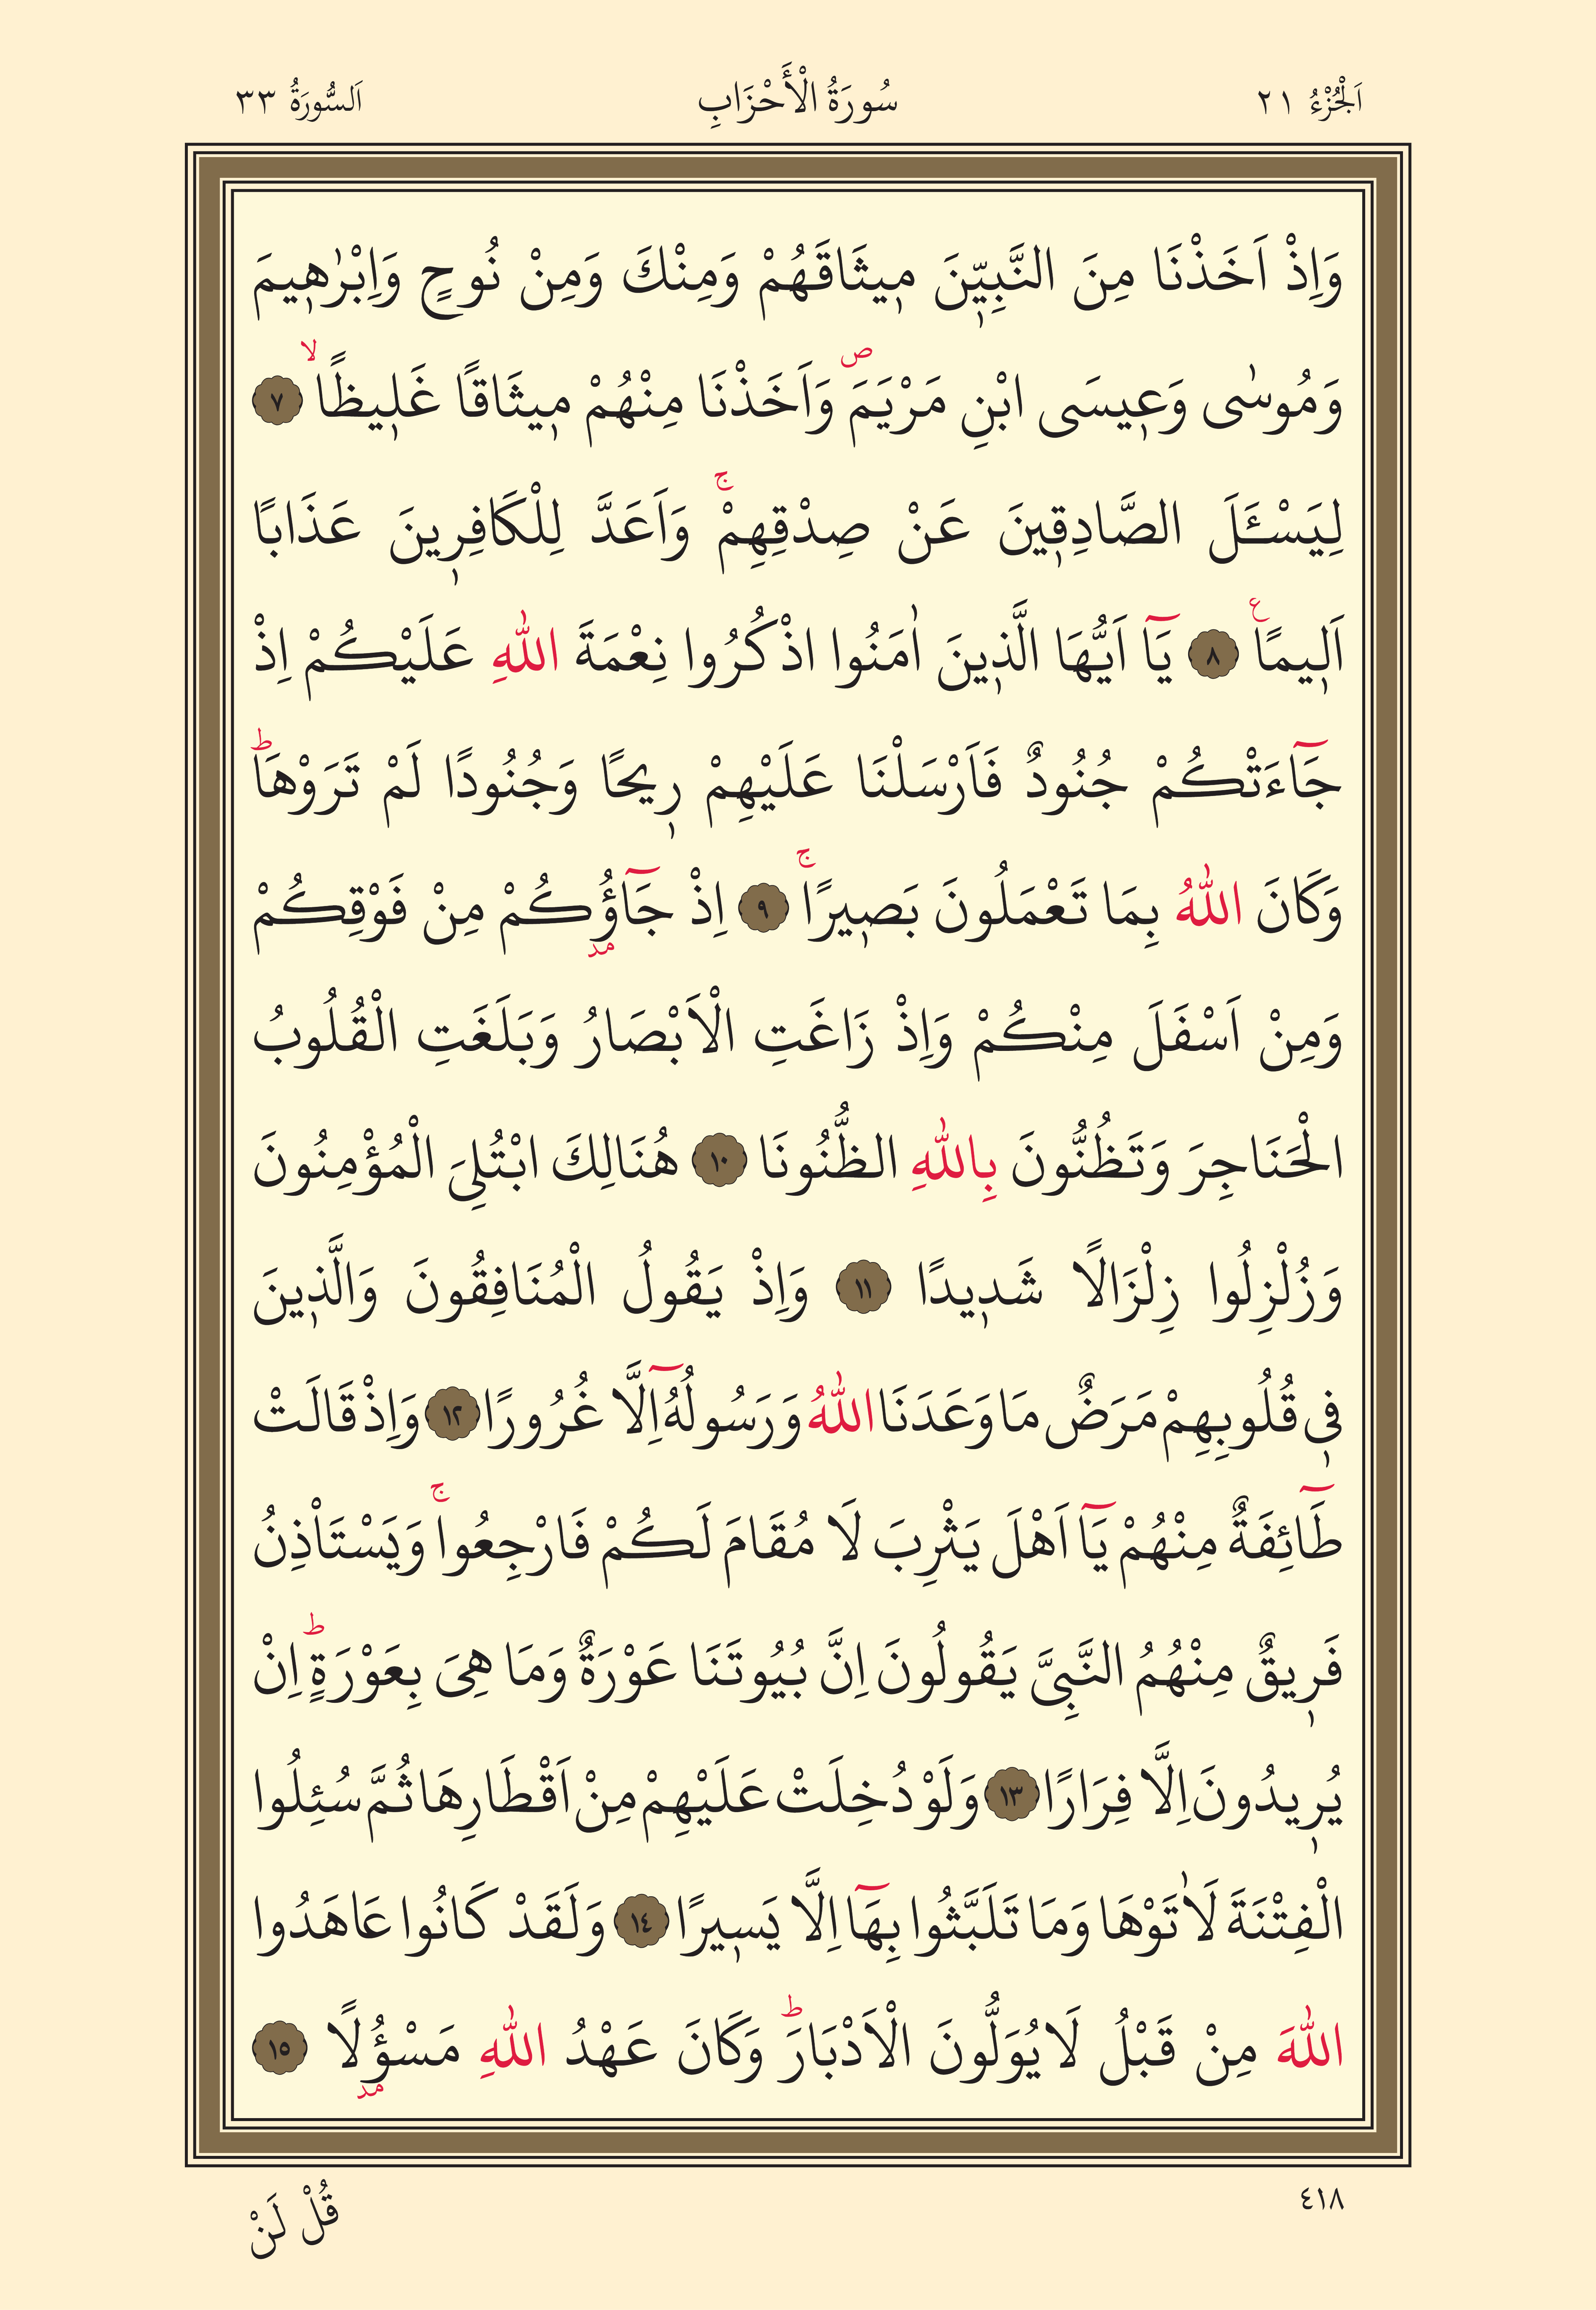 اَلْجُزْءُ ٢١
سُورَةُ الْأَحْزَابِ
اَلسُّورَةُ ٣٣
وَاِذْ اَخَذْنَا مِنَ النَّبِيّٖنَ مٖيثَاقَهُمْ وَمِنْكَ وَمِنْ نُوحٍ وَاِبْرٰهٖيمَ
وَمُوسٰى وَعٖيسَى ابْنِ مَرْيَمَۖ وَاَخَذْنَا مِنْهُمْ مٖيثَاقًا غَلٖيظًاۙ ٧
لِيَسْـَٔلَ الصَّادِقٖينَ عَنْ صِدْقِهِمْۚ وَاَعَدَّ لِلْكَافِرٖينَ عَذَابًا
اَلٖيمًاࣖ ٨ يَٓا اَيُّهَا الَّذٖينَ اٰمَنُوا اذْكُرُوا نِعْمَةَ اللّٰهِ عَلَيْكُمْ اِذْ
جَٓاءَتْكُمْ جُنُودٌ فَاَرْسَلْنَا عَلَيْهِمْ رٖيحًا وَجُنُودًا لَمْ تَرَوْهَاؕ
وَكَانَ اللّٰهُ بِمَا تَعْمَلُونَ بَصٖيرًاۚ ٩ اِذْ جَٓاؤُ۫كُمْ مِنْ فَوْقِكُمْ
مد
وَمِنْ اَسْفَلَ مِنْكُمْ وَاِذْ زَاغَتِ الْاَبْصَارُ وَبَلَغَتِ الْقُلُوبُ
الْحَنَاجِرَ وَتَظُنُّونَ بِاللّٰهِ الظُّنُونَا ١٠ هُنَالِكَ ابْتُلِىَ الْمُؤْمِنُونَ
وَزُلْزِلُوا زِلْزَالًا شَدٖيدًا ١١ وَاِذْ يَقُولُ الْمُنَافِقُونَ وَالَّذٖينَ
فٖى قُلُوبِهِمْ مَرَضٌ مَا وَعَدَنَا اللّٰهُ وَرَسُولُهُٓ اِلَّا غُرُورًا ١٢ وَاِذْ قَالَتْ
طَٓائِفَةٌ مِنْهُمْ يَٓا اَهْلَ يَثْرِبَ لَا مُقَامَ لَكُمْ فَارْجِعُواۚ وَيَسْتَاْذِنُ
فَرٖيقٌ مِنْهُمُ النَّبِىَّ يَقُولُونَ اِنَّ بُيُوتَنَا عَوْرَةٌ وَمَا هِىَ بِعَوْرَةٍؕ اِنْ
يُرٖيدُونَ اِلَّا فِرَارًا ١٣ وَلَوْ دُخِلَتْ عَلَيْهِمْ مِنْ اَقْطَارِهَا ثُمَّ سُئِلُوا
الْفِتْنَةَ لَاٰتَوْهَا وَمَا تَلَبَّثُوا بِهَٓا اِلَّا يَسٖيرًا ١٤ وَلَقَدْ كَانُوا عَاهَدُوا
اللّٰهَ مِنْ قَبْلُ لَا يُوَلُّونَ الْاَدْبَارَؕ وَكَانَ عَهْدُ اللّٰهِ مَسْؤُلًا ١٥
مد
٤١٨
قُلْ لَنْ